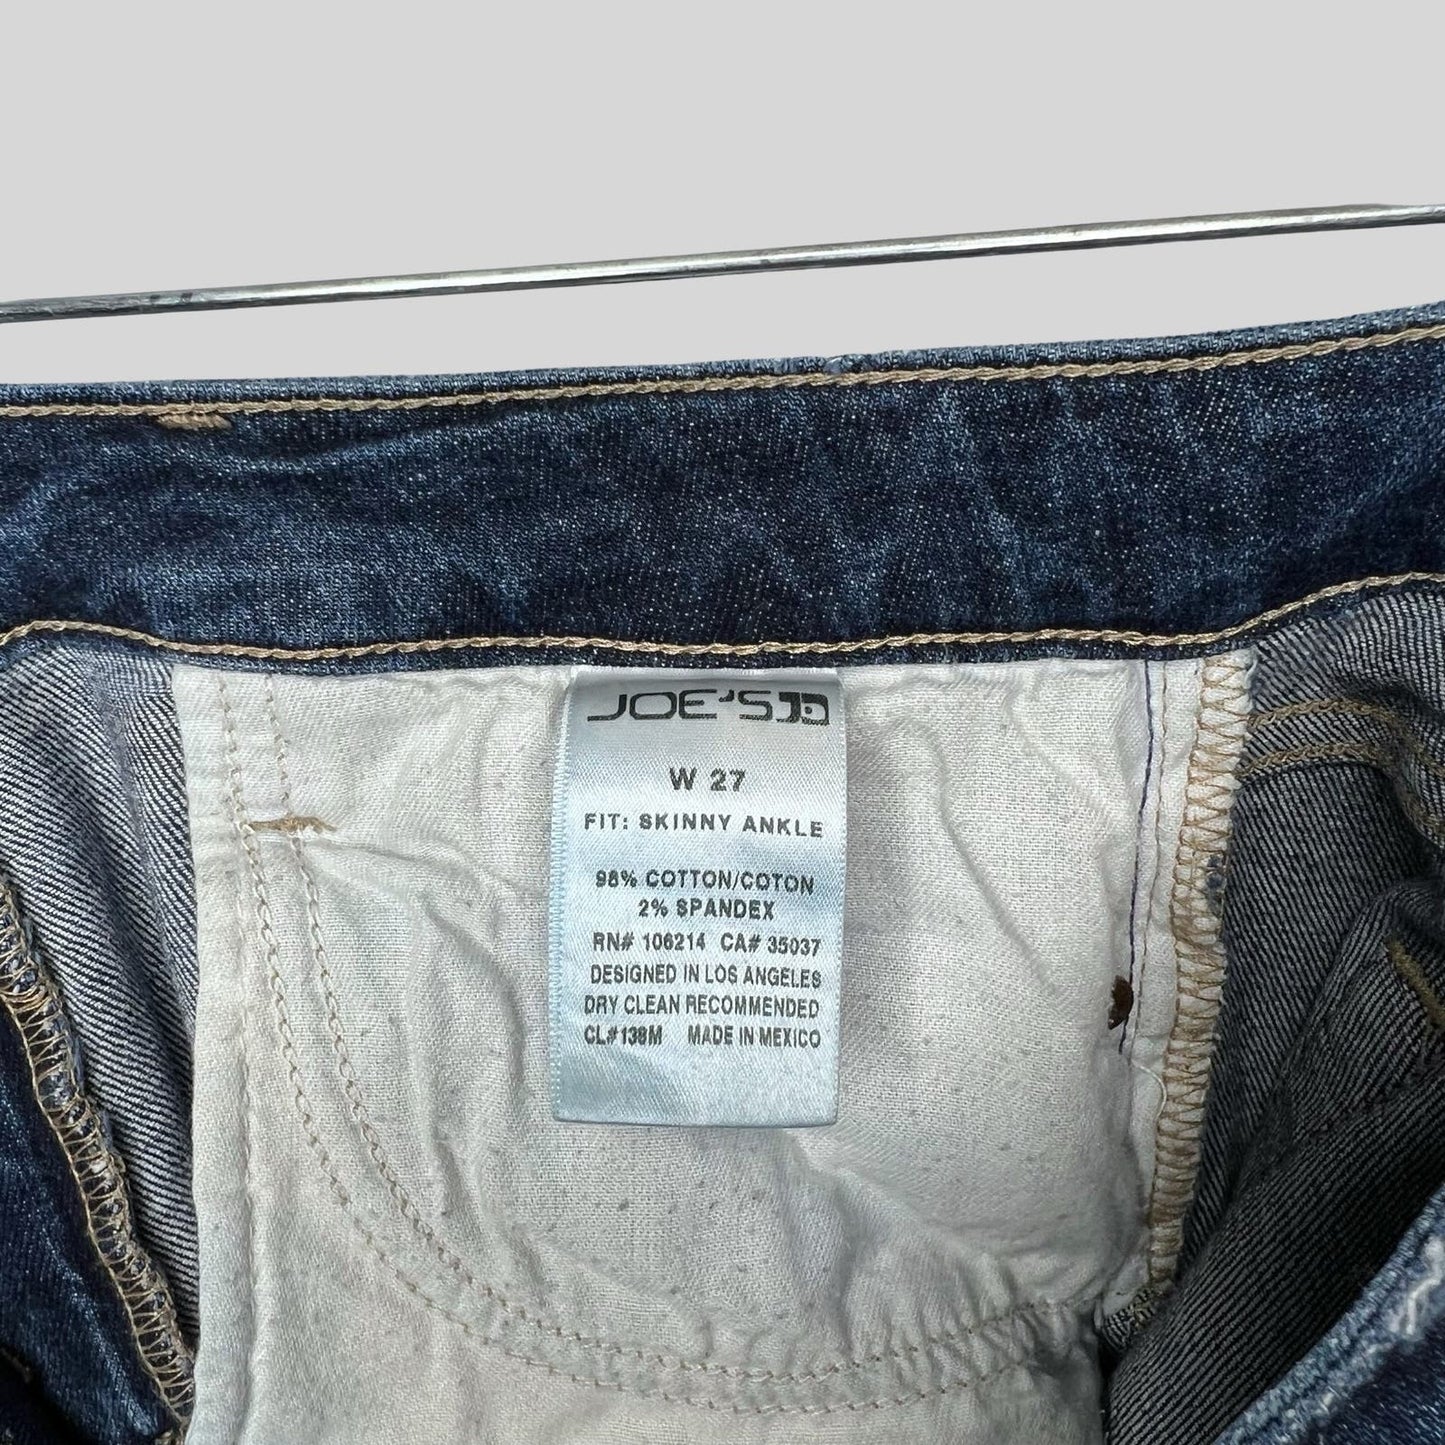 JOE'S JD
W 27
FIT: SKINNY ANKLE
98% COTTON/COTON
2% SPANDEX
RN# 106214 CA# 35037
DESIGNED IN LOS ANGELES
DRY CLEAN RECOMMENDED
CL#138M MADE IN MEXICO